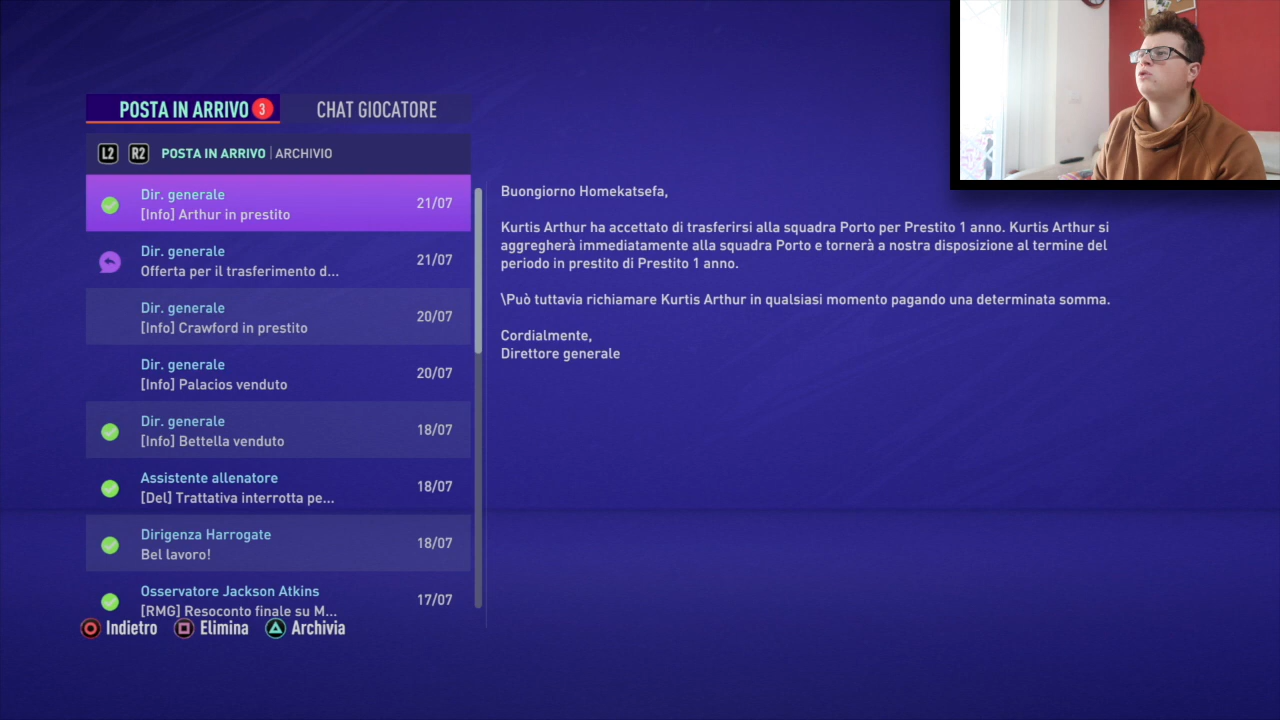 POSTA IN ARRIVO 3
CHAT GIOCATORE
L2 R2 POSTA IN ARRIVO | ARCHIVIO
Dir. generale
[Info] Arthur in prestito
21/07
Dir. generale
Offerta per il trasferimento d...
21/07
Dir. generale
[Info] Crawford in prestito
20/07
Dir. generale
[Info] Palacios venduto
20/07
Dir. generale
[Info] Bettella venduto
18/07
Assistente allenatore
[Del] Trattativa interrotta pe...
18/07
Dirigenza Harrogate
Bel lavoro!
18/07
Osservatore Jackson Atkins
[RMG] Resoconto finale su M...
17/07
Indietro Elimina Archivia
Buongiorno Homekatsefa,
Kurtis Arthur ha accettato di trasferirsi alla squadra Porto per Prestito 1 anno. Kurtis Arthur si
aggregherà immediatamente alla squadra Porto e tornerà a nostra disposizione al termine del
periodo in prestito di Prestito 1 anno.
\Può tuttavia richiamare Kurtis Arthur in qualsiasi momento pagando una determinata somma.
Cordialmente,
Direttore generale